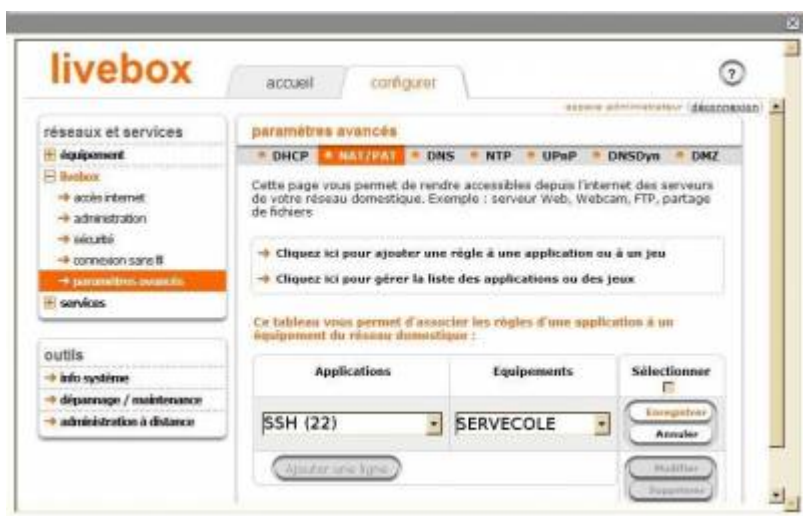 livebox
accueil
configurer
?
espace administrateur (déconnexion)
réseaux et services
équipement
livebox
accès internet
administration
sécurité
connexion sans fil
paramètres avancés
services
outils
info système
dépannage / maintenance
administration à distance
paramètres avancés
DHCP NAT/PAT DNS NTP UPnP DNSDyn DMZ
Cette page vous permet de rendre accessibles depuis l'internet des serveurs
de votre réseau domestique. Exemple : serveur Web, Webcam, FTP, partage
de fichiers
Cliquez ici pour ajouter une règle à une application ou à un jeu
Cliquez ici pour gérer la liste des applications ou des jeux
Ce tableau vous permet d'associer les règles d'une application à un
équipement du réseau domestique :
Applications Equipements Sélectionner
SSH (22) SERVECOLE
Enregistrer
Annuler
Ajouter une ligne
Modifier
Supprimer